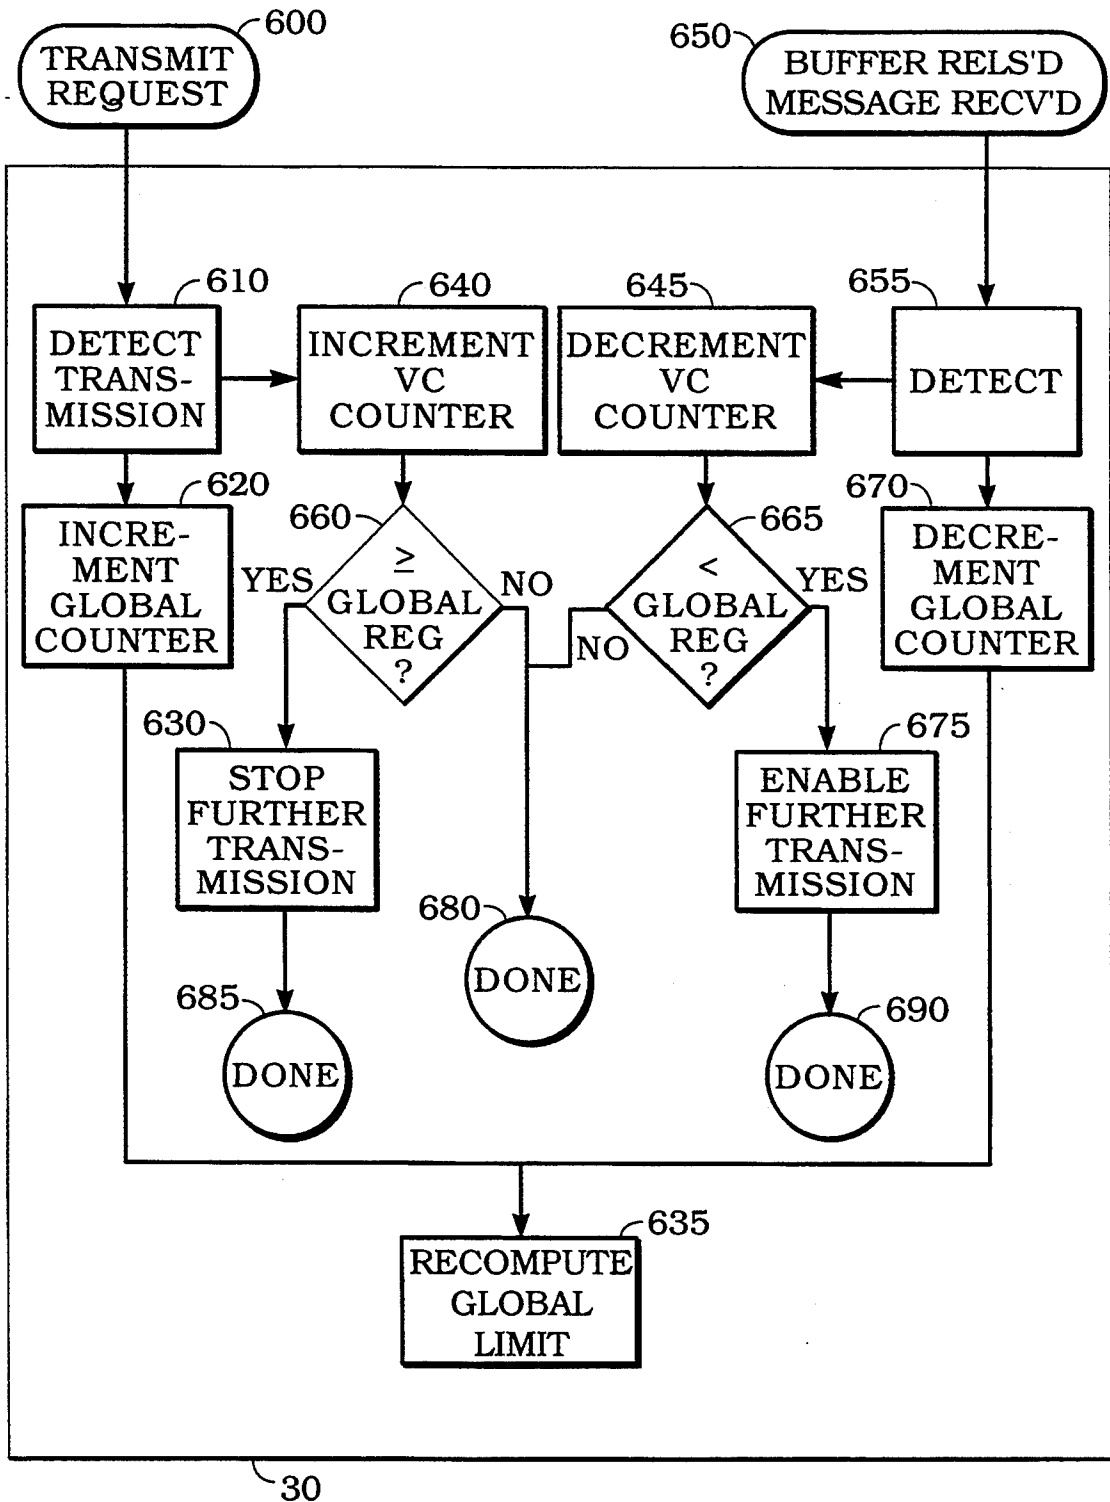 600
TRANSMIT
REQUEST
650
BUFFER RELS'D
MESSAGE RECV'D
610
DETECT
TRANS-
MISSION
640
INCREMENT
VC
COUNTER
645
DECREMENT
VC
COUNTER
655
DETECT
620
INCRE-
MENT
GLOBAL
COUNTER
660
≥
GLOBAL
REG
?
YES
NO
665
<
GLOBAL
REG
?
NO
YES
670
DECRE-
MENT
GLOBAL
COUNTER
630
STOP
FURTHER
TRANS-
MISSION
675
ENABLE
FURTHER
TRANS-
MISSION
680
DONE
685
DONE
690
DONE
635
RECOMPUTE
GLOBAL
LIMIT
30